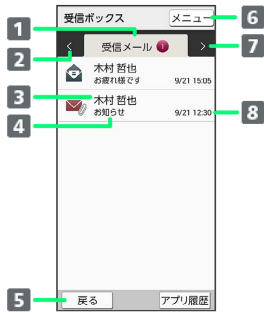 受信ボックス
メニュー
6
1
< 受信メール 1 >
7
2
木村 哲也
お疲れ様です 9/21 15:05
3
木村 哲也
お知らせ 9/21 12:30
8
4
5
戻る アプリ履歴